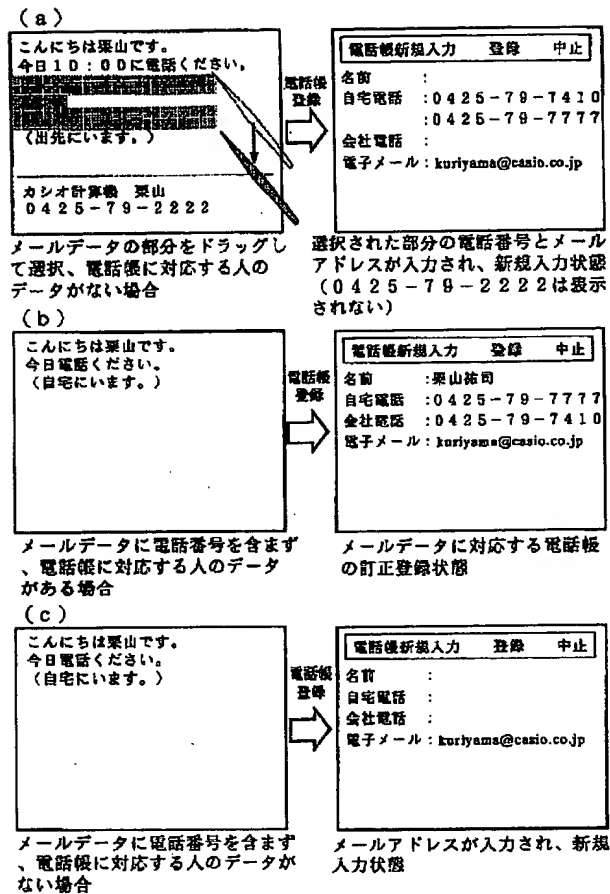 (a)
こんにちは栗山です。
今日10:00に電話ください。
(出先にいます。)
カシオ計算機 栗山
0425-79-2222
電話帳
登録
電話帳新規入力 登録 中止
名前 :
自宅電話 :0425-79-7410
:0425-79-7777
会社電話 :
電子メール:kuriyama@casio.co.jp
メールデータの部分をドラッグし
て選択、電話帳に対応する人の
データがない場合
選択された部分の電話番号とメール
アドレスが入力され、新規入力状態
(0425-79-2222は表示
されない)
(b)
こんにちは栗山です。
今日電話ください。
(自宅にいます。)
電話帳
登録
電話帳新規入力 登録 中止
名前 :栗山祐司
自宅電話 :0425-79-7777
会社電話 :0425-79-7410
電子メール:kuriyama@casio.co.jp
メールデータに電話番号を含まず
、電話帳に対応する人のデータ
がある場合
メールデータに対応する電話帳
の訂正登録状態
(c)
こんにちは栗山です。
今日電話ください。
(自宅にいます。)
電話帳
登録
電話帳新規入力 登録 中止
名前 :
自宅電話 :
会社電話 :
電子メール:kuriyama@casio.co.jp
メールデータに電話番号を含まず
、電話帳に対応する人のデータが
ない場合
メールアドレスが入力され、新規
入力状態